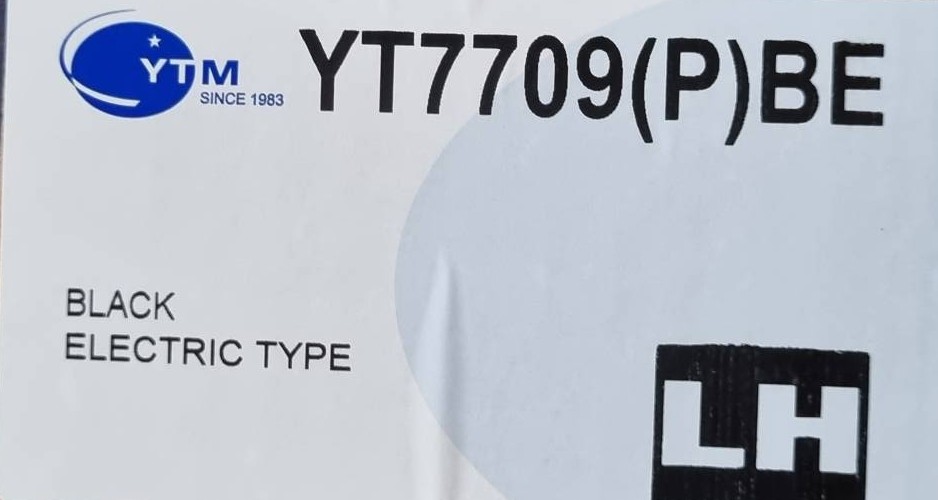 YTM
SINCE 1983
YT7709(P)BE
BLACK
ELECTRIC TYPE
LH